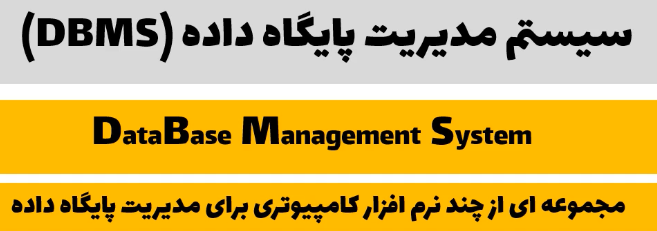 سیستم مدیریت پایگاه داده (DBMS)
DataBase Management System
مجموعه ای از چند نرم افزار کامپیوتری برای مدیریت پایگاه داده